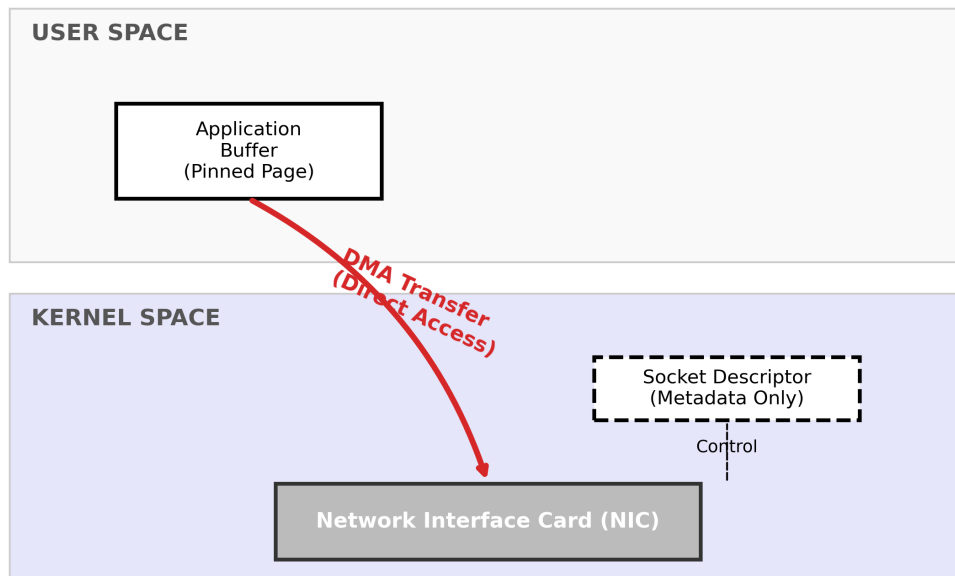 USER SPACE
Application
Buffer
(Pinned Page)
DMA Transfer
(Direct Access)
KERNEL SPACE
Socket Descriptor
(Metadata Only)
Control
Network Interface Card (NIC)